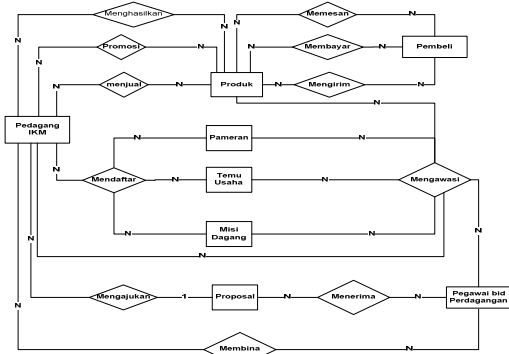 Menghasilkan
Memesan
N
N
N
N
N
Promosi
N
N
Membayar
N
Pembeli
N
N
menjual
N
Produk
N
Mengirim
N
Pedagang
IKM
N
Pameran
N
N
Mendaftar
N
Temu
Usaha
N
Mengawasi
N
Misi
Dagang
N
N
N
N
N
Mengajukan
1
Proposal
N
Menerima
N
Pegawai bid
Perdagangan
N
Membina
N